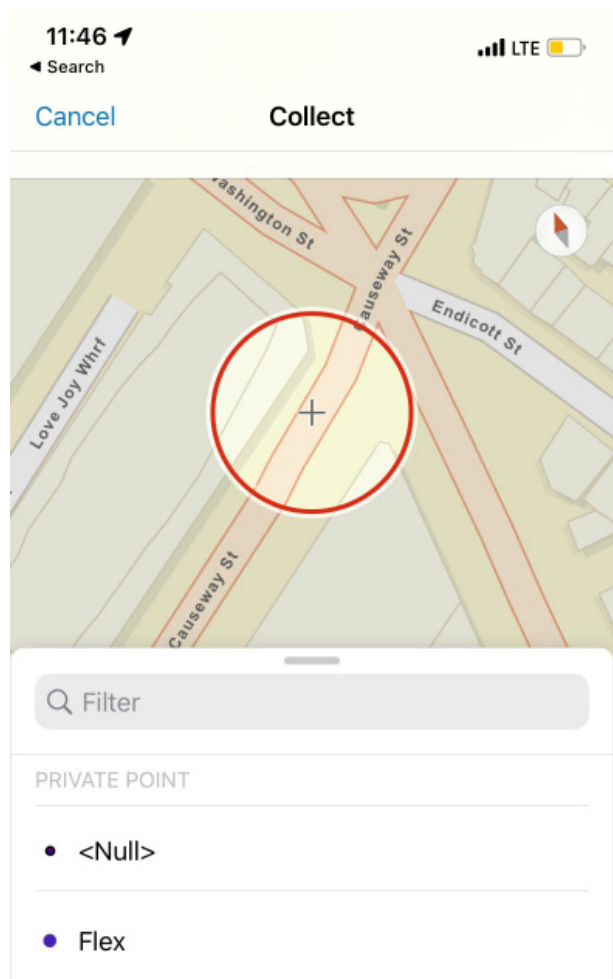 11:46
LTE
◀ Search
Cancel
Collect
Washington St
Causeway St
Endicott St
Love Joy Whrf
Causeway St
Filter
PRIVATE POINT
<Null>
Flex